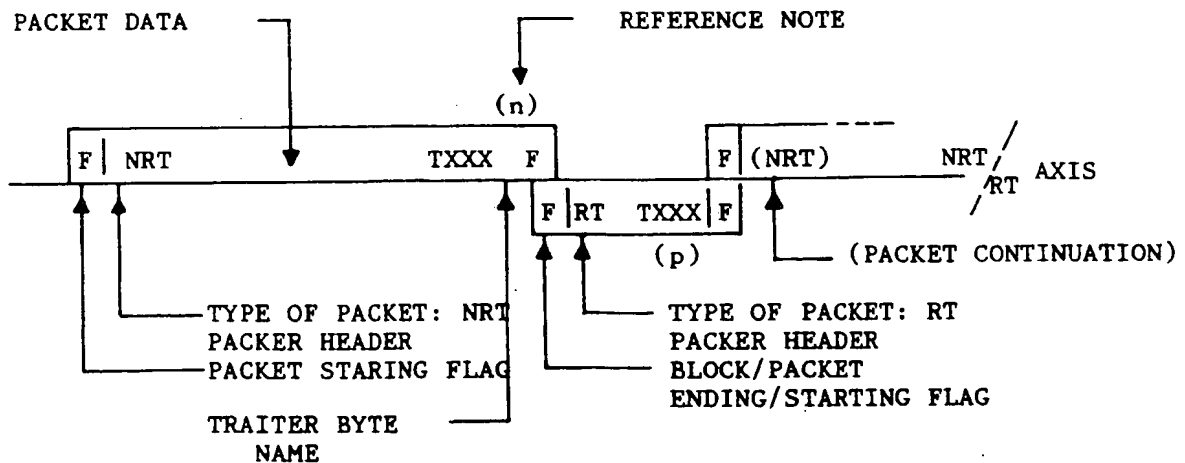 PACKET DATA
REFERENCE NOTE
(n)
F NRT TXXX F
F (NRT)
NRT/RT AXIS
F RT TXXX F
(p)
(PACKET CONTINUATION)
TYPE OF PACKET: NRT
PACKER HEADER
PACKET STARING FLAG
TRAITER BYTE
NAME
TYPE OF PACKET: RT
PACKER HEADER
BLOCK/PACKET
ENDING/STARTING FLAG